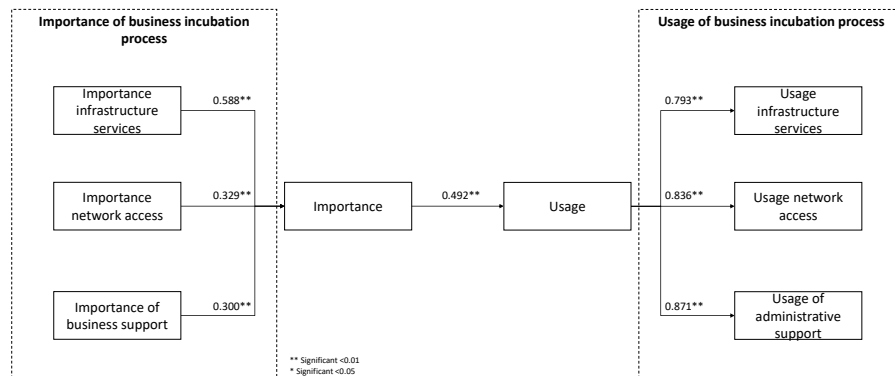 Importance of business incubation
process
Usage of business incubation process
Importance
infrastructure
services
0.588**
0.793**
Usage
infrastructure
services
Importance
network access
0.329**
Importance
0.492**
Usage
0.836**
Usage network
access
Importance of
business support
0.300**
0.871**
Usage of
administrative
support
** Significant <0.01
* Significant <0.05